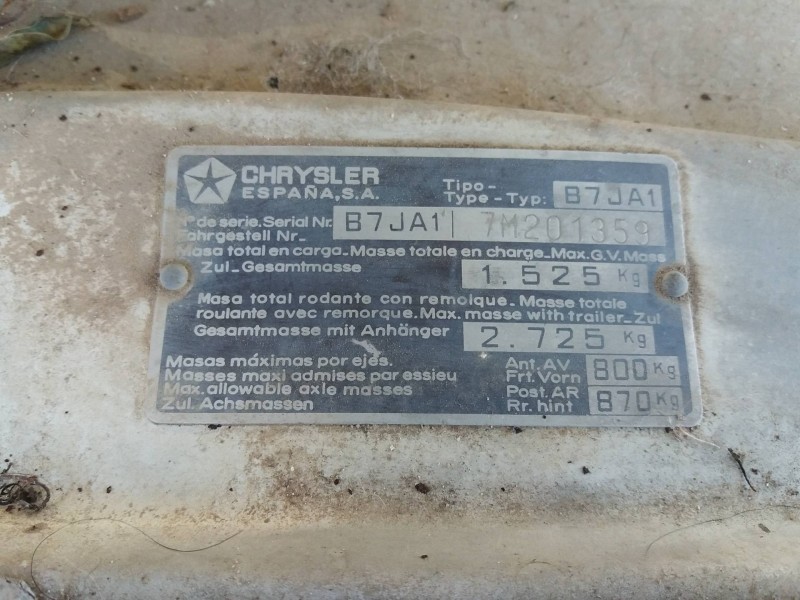 CHRYSLER
ESPAÑA, S.A.
Tipo-
Type-Typ: B7JA1
Nº de serie. Serial Nr. B7JA1 7M201359
Fahrgestell Nr-
Masa total en carga-Masse totale en charge-Max.G.V. Mass
Zul-Gesamtmasse 1.525 Kg
Masa total rodante con remolque-Masse totale
roulante avec remorque. Max. masse with trailer-Zul
Gesamtmasse mit Anhänger 2.725 Kg
Masas máximas por ejes.
Masses maxi admises par essieu
Max. allowable axle masses
Zul. Achsmassen
Ant. AV
Frt. Vorn 800 Kg
Post. AR
Rr. hint 870 Kg